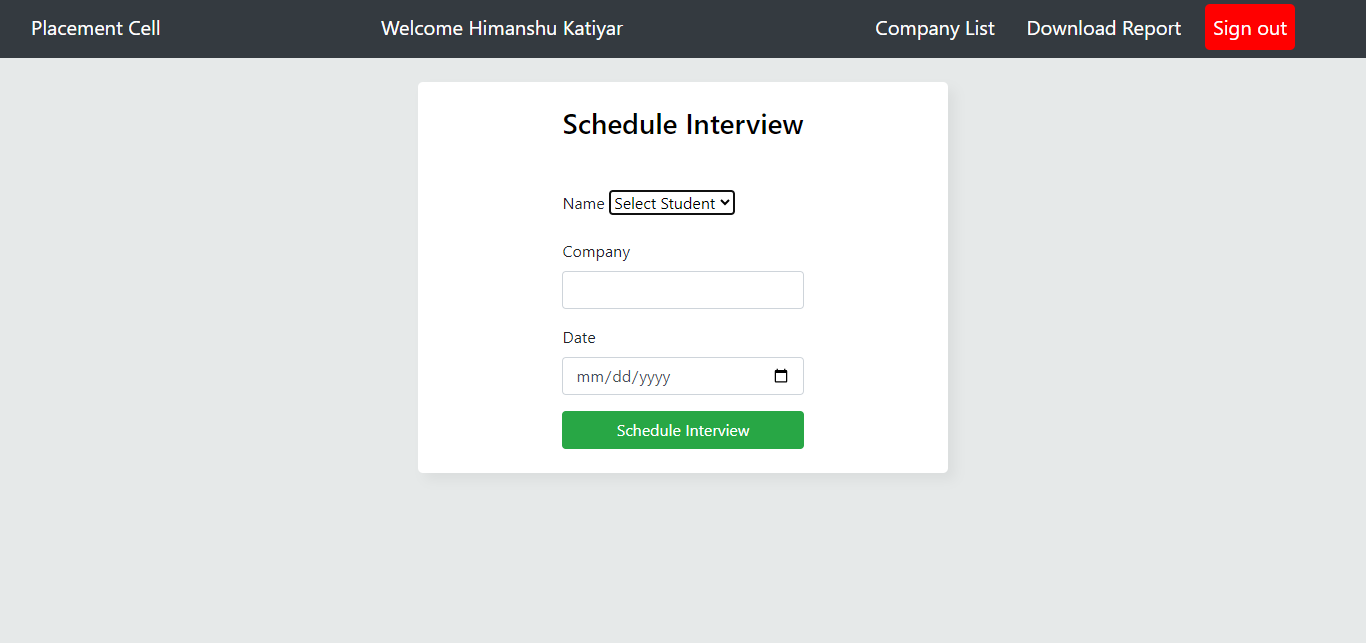 Placement Cell Welcome Himanshu Katiyar Company List Download Report Sign out
Schedule Interview
Name Select Student
Company
Date
mm/dd/yyyy
Schedule Interview